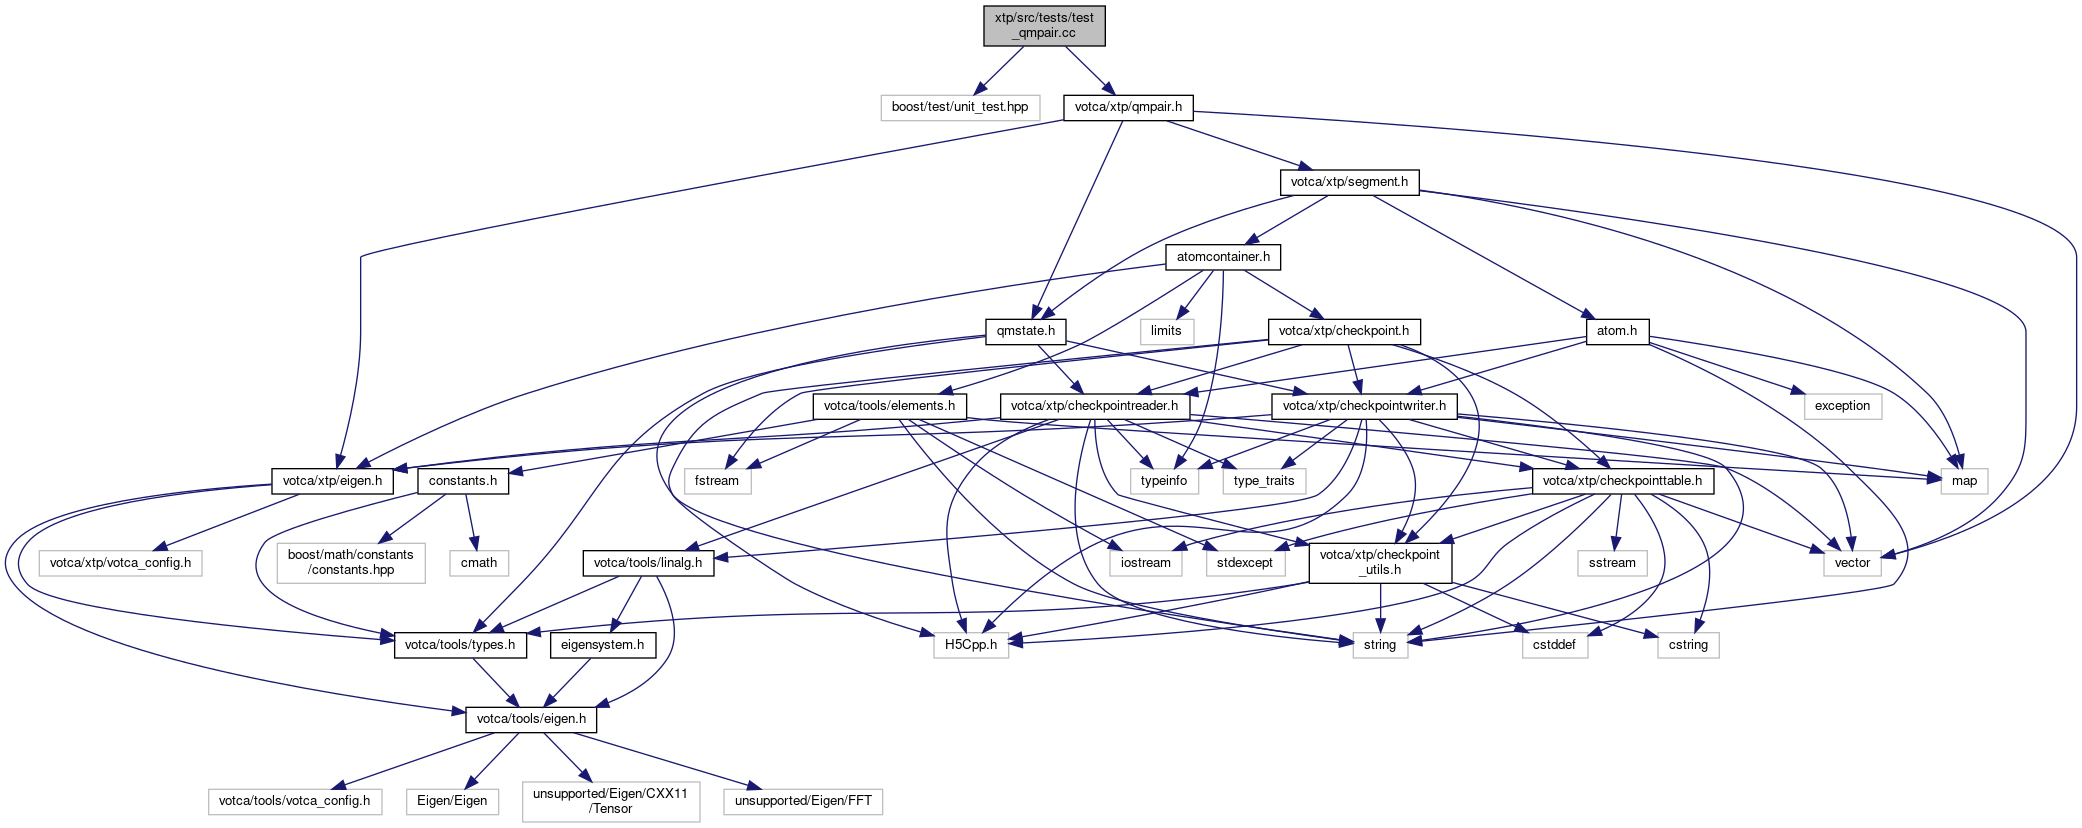 xtp/src/tests/test
_qmpair.cc
boost/test/unit_test.hpp
votca/xtp/qmpair.h
votca/xtp/segment.h
atomcontainer.h
qmstate.h
limits
votca/xtp/checkpoint.h
atom.h
votca/tools/elements.h
votca/xtp/checkpointreader.h
votca/xtp/checkpointwriter.h
exception
votca/xtp/eigen.h
constants.h
fstream
typeinfo
type_traits
votca/xtp/checkpointtable.h
map
votca/xtp/votca_config.h
boost/math/constants
/constants.hpp
cmath
votca/tools/linalg.h
iostream
stdexcept
votca/xtp/checkpoint
_utils.h
sstream
vector
votca/tools/types.h
eigensystem.h
H5Cpp.h
string
cstddef
cstring
votca/tools/eigen.h
votca/tools/votca_config.h
Eigen/Eigen
unsupported/Eigen/CXX11
/Tensor
unsupported/Eigen/FFT